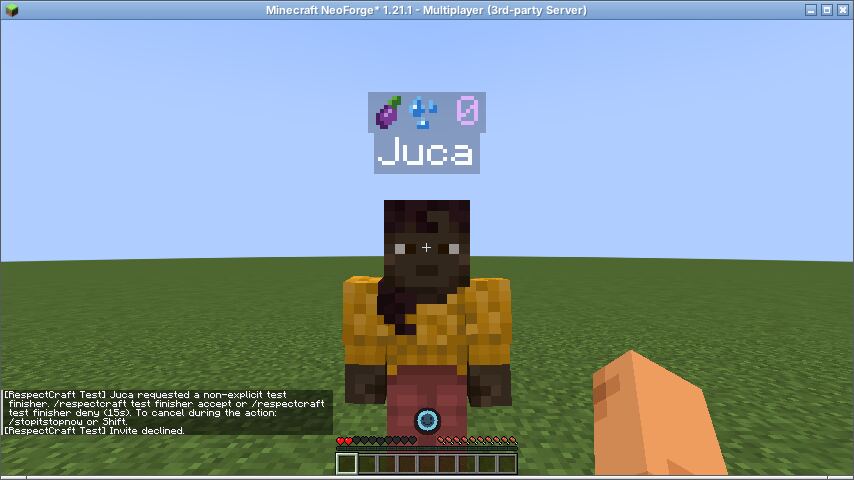 Minecraft NeoForge* 1.21.1 - Multiplayer (3rd-party Server)
0
Juca
[RespectCraft Test] Juca requested a non-explicit test
finisher. /respectcraft test finisher accept or /respectcraft
test finisher deny (15s). To cancel during the action:
/stopitstopnow or Shift.
[RespectCraft Test] Invite declined.